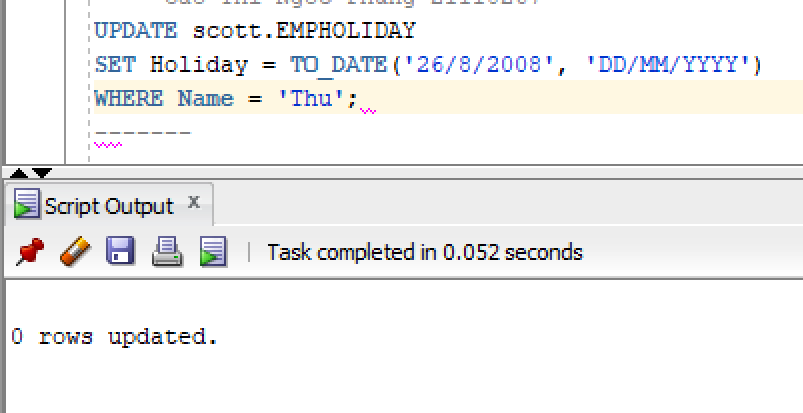 UPDATE scott.EMPHOLIDAY
SET Holiday = TO_DATE('26/8/2008', 'DD/MM/YYYY')
WHERE Name = 'Thu';
-------
Script Output x
Task completed in 0.052 seconds
0 rows updated.